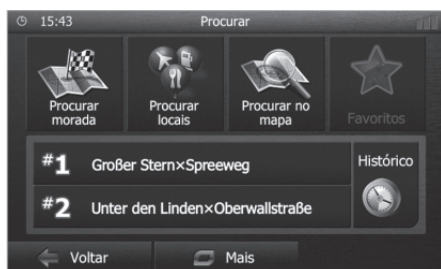 15:43 Procurar
Procurar morada
Procurar locais
Procurar no mapa
Favoritos
#1 Großer Stern×Spreeweg
Histórico
#2 Unter den Linden×Oberwallstraße
Voltar Mais